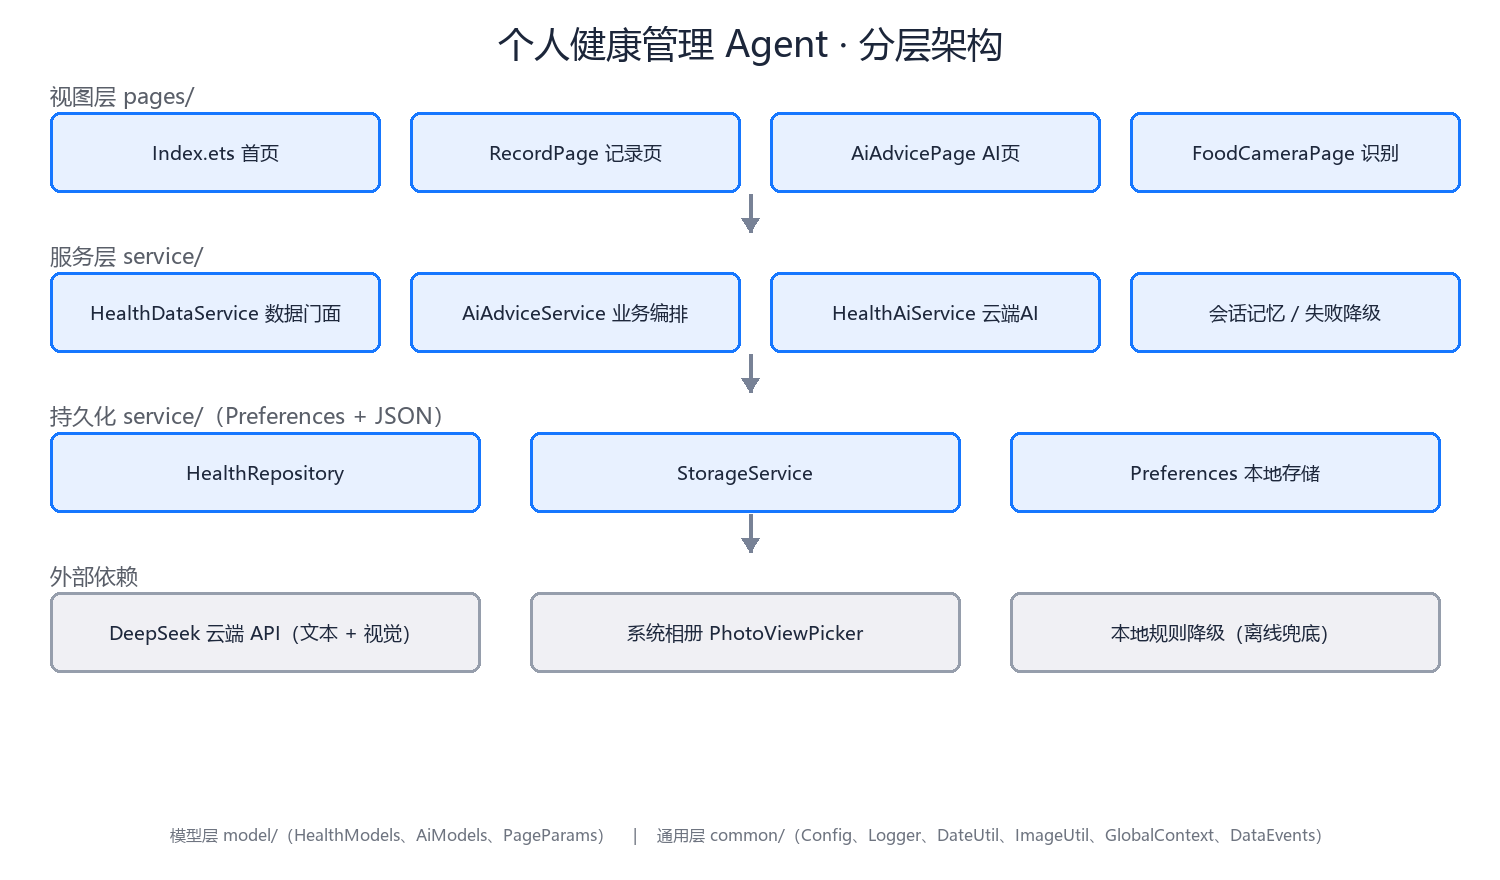 个人健康管理 Agent · 分层架构
视图层 pages/
Index.ets 首页
RecordPage 记录页
AiAdvicePage AI页
FoodCameraPage 识别
服务层 service/
HealthDataService 数据门面
AiAdviceService 业务编排
HealthAiService 云端AI
会话记忆 / 失败降级
持久化 service/（Preferences + JSON）
HealthRepository
StorageService
Preferences 本地存储
外部依赖
DeepSeek 云端 API（文本 + 视觉）
系统相册 PhotoViewPicker
本地规则降级（离线兜底）
模型层 model/（HealthModels、AiModels、PageParams） | 通用层 common/（Config、Logger、DateUtil、ImageUtil、GlobalContext、DataEvents）